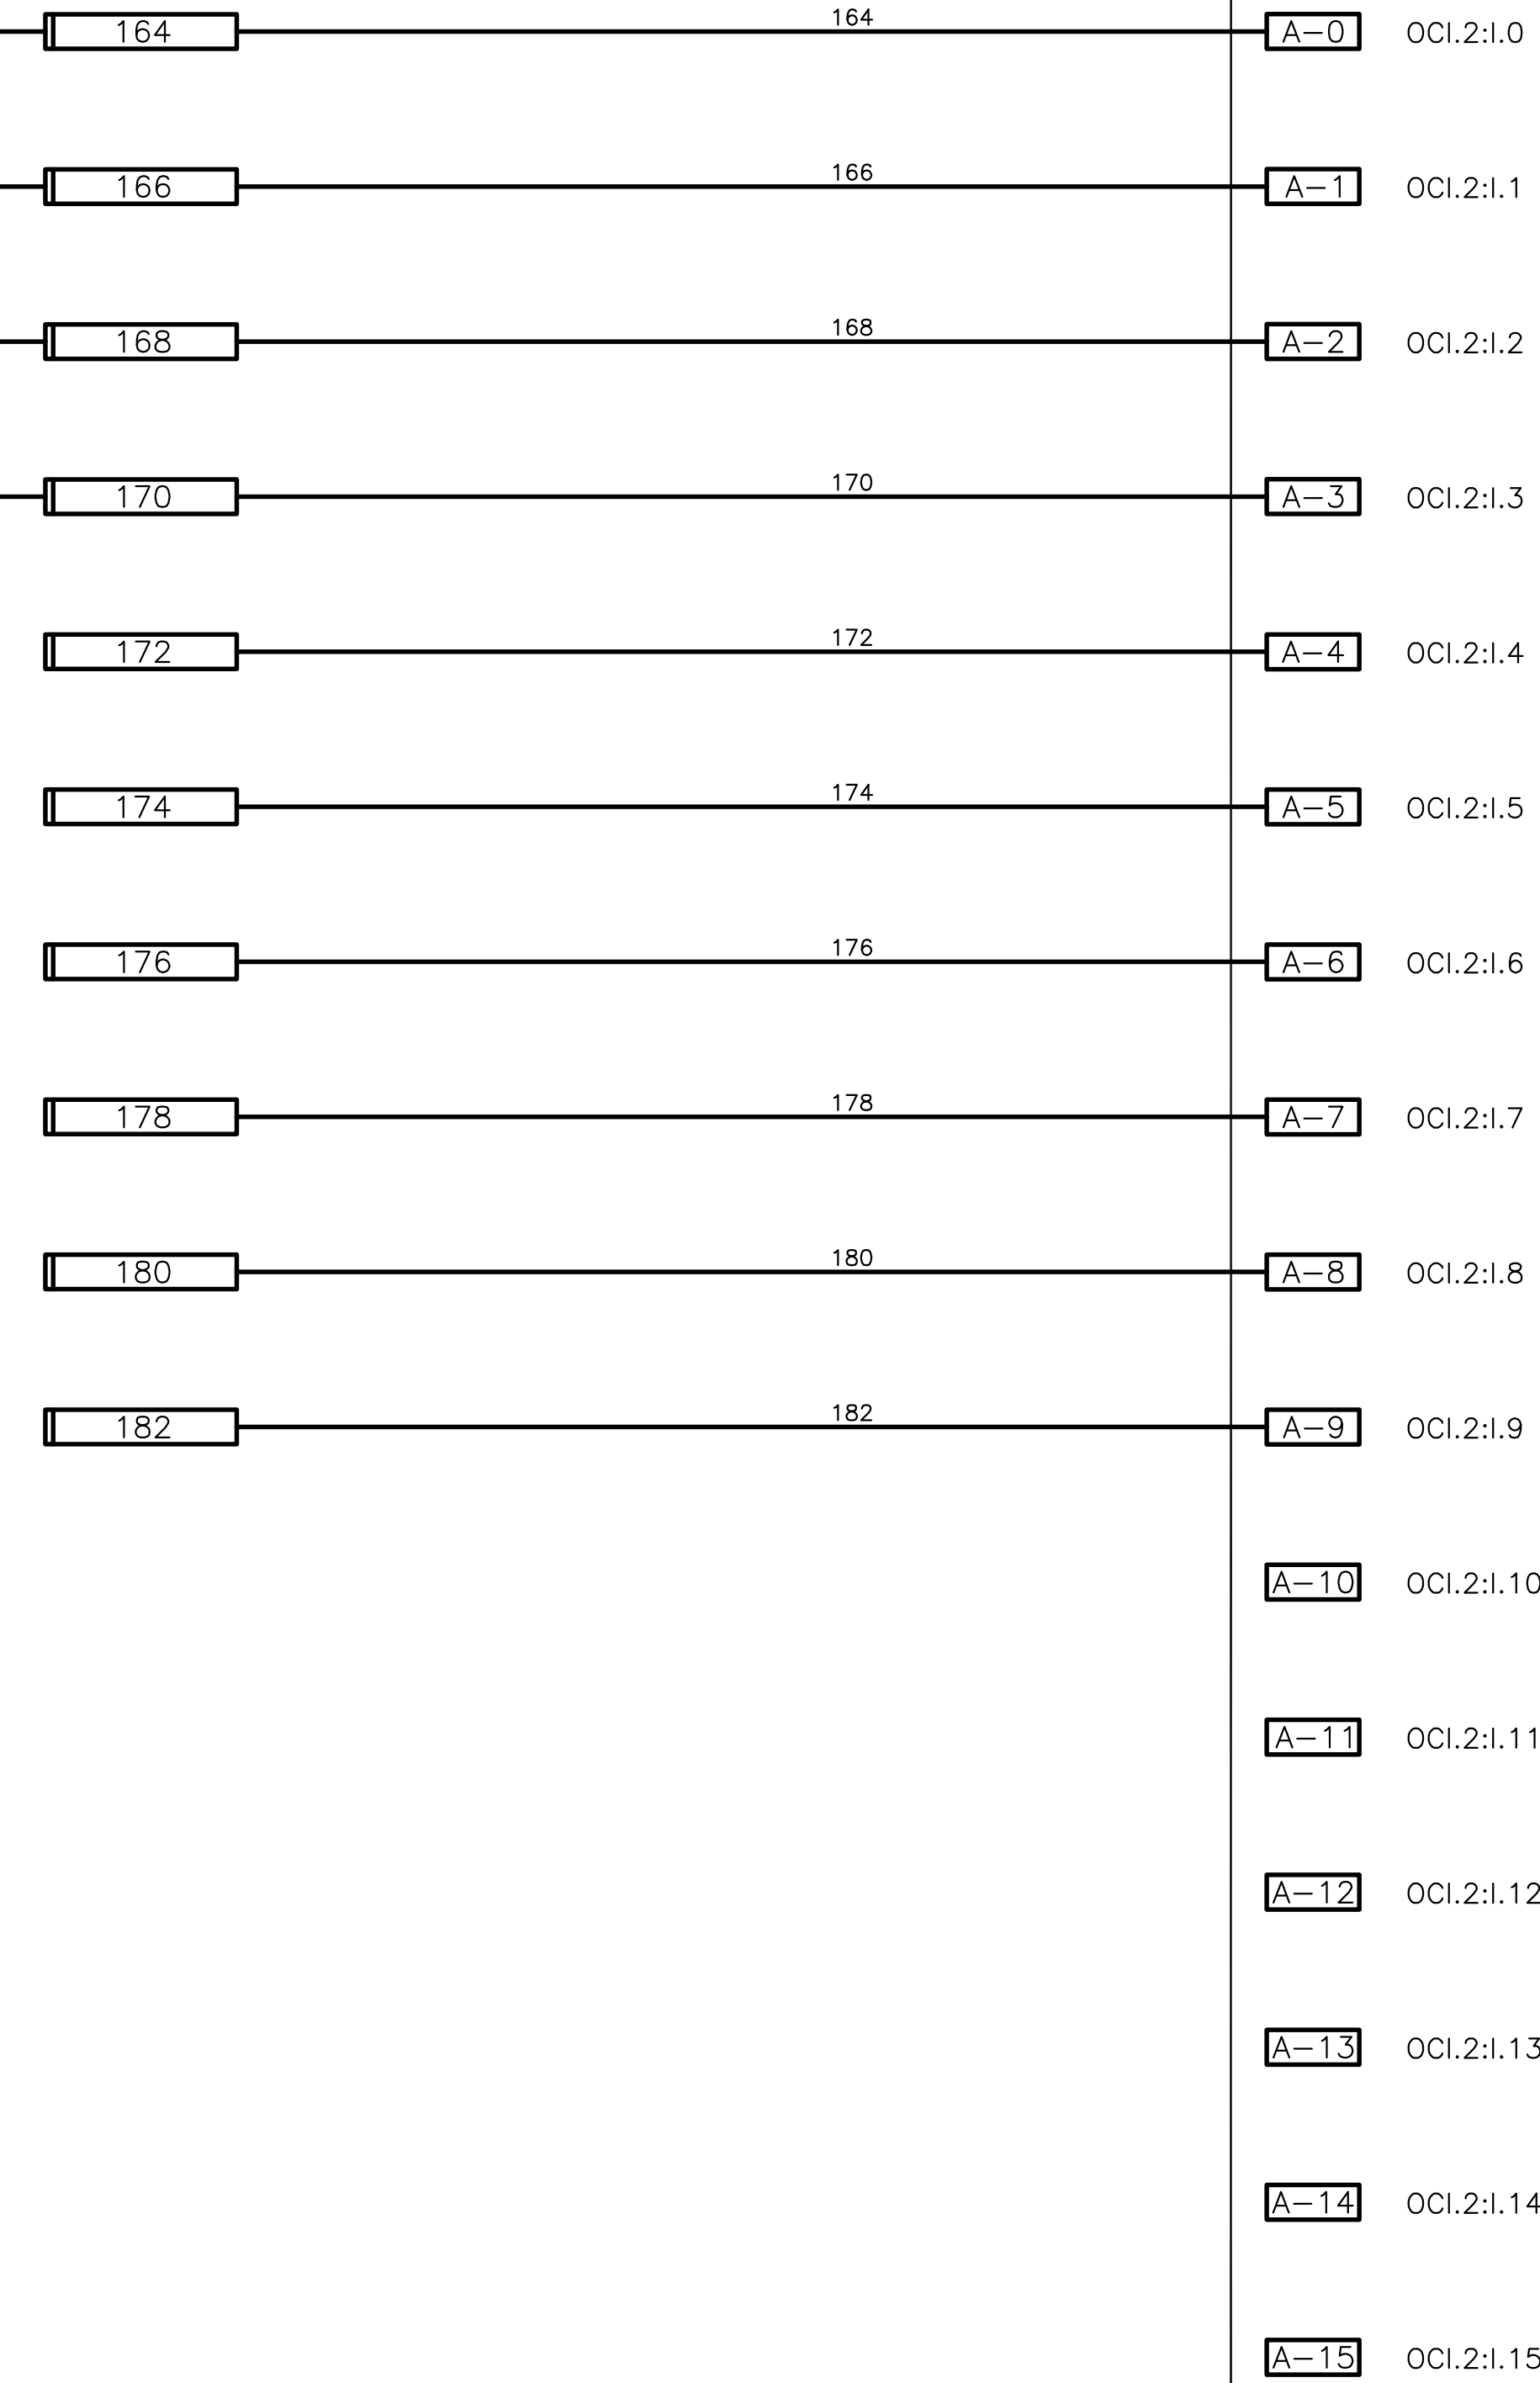 164 164 A-0 OCI.2:I.0
166 166 A-1 OCI.2:I.1
168 168 A-2 OCI.2:I.2
170 170 A-3 OCI.2:I.3
172 172 A-4 OCI.2:I.4
174 174 A-5 OCI.2:I.5
176 176 A-6 OCI.2:I.6
178 178 A-7 OCI.2:I.7
180 180 A-8 OCI.2:I.8
182 182 A-9 OCI.2:I.9
A-10 OCI.2:I.10
A-11 OCI.2:I.11
A-12 OCI.2:I.12
A-13 OCI.2:I.13
A-14 OCI.2:I.14
A-15 OCI.2:I.15